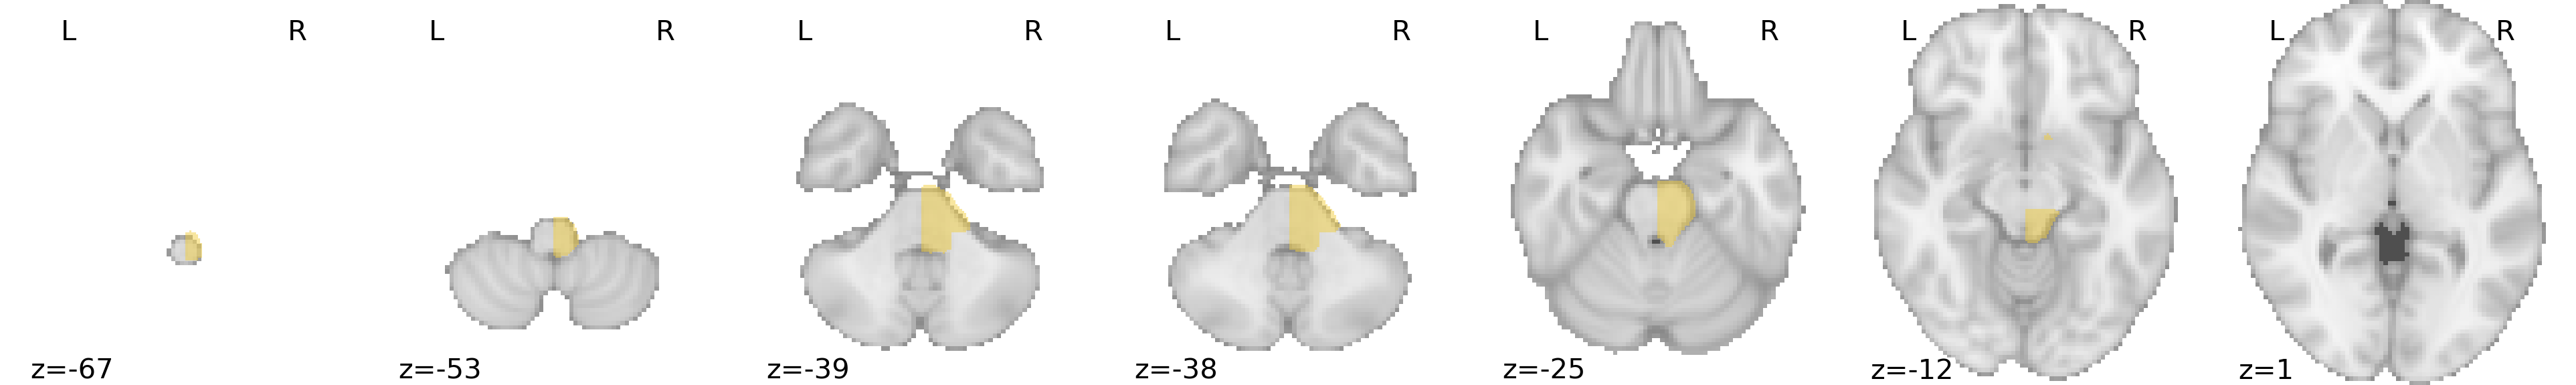 L R L R L R L R L R L R L R
z=-67 z=-53 z=-39 z=-38 z=-25 z=-12 z=1